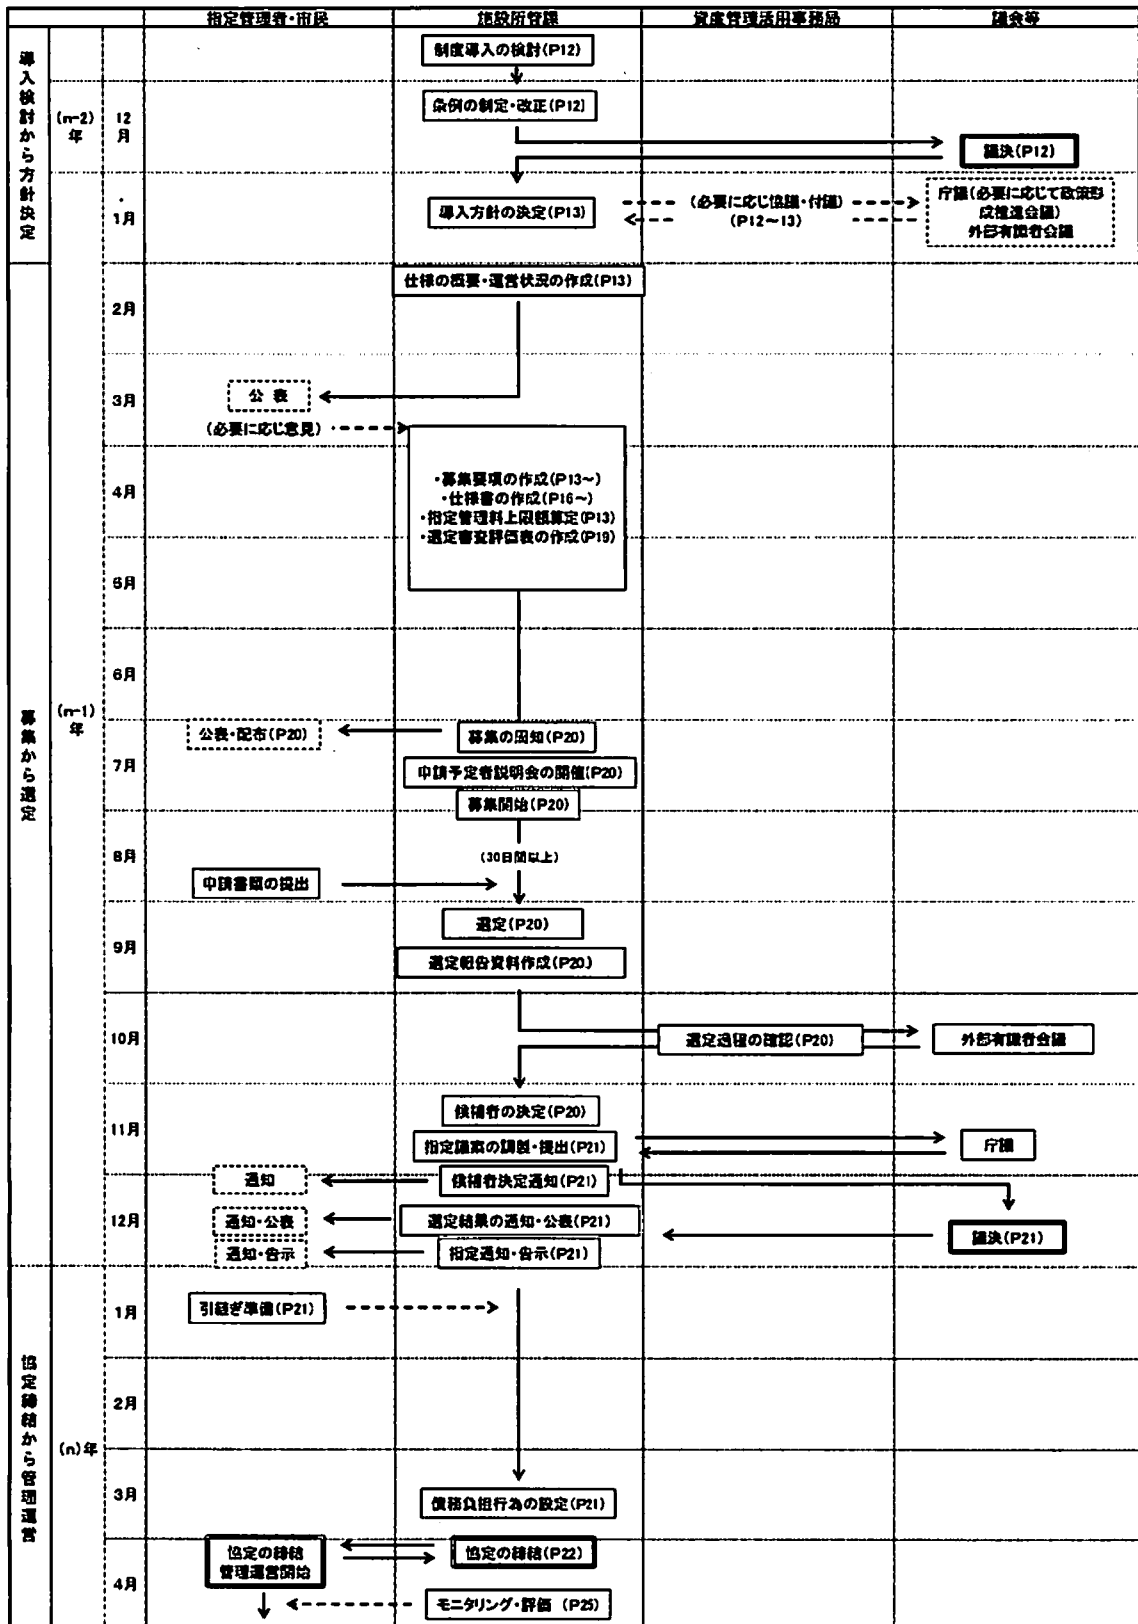 指定管理者・市民
施設所管課
資産管理活用事務局
議会等
導入検討から方針決定
(n-2)年
12月
・
1月
制度導入の検討(P12)
条例の制定・改正(P12)
議決(P12)
導入方針の決定(P13)
(必要に応じ協議・付議)
(P12～13)
庁議(必要に応じて政策形
成推進会議)
外部有識者会議
募集から選定
(n-1)年
2月
仕様の概要・運営状況の作成(P13)
3月
公 表
(必要に応じ意見)
4月
・募集要項の作成(P13～)
・仕様書の作成(P16～)
・指定管理料上限額算定(P13)
・選定審査評価表の作成(P19)
5月
6月
7月
公表・配布(P20)
募集の周知(P20)
申請予定者説明会の開催(P20)
募集開始(P20)
8月
(30日間以上)
申請書類の提出
9月
選定(P20)
選定報告資料作成(P20)
10月
選定過程の確認(P20)
外部有識者会議
11月
候補者の決定(P20)
指定議案の調製・提出(P21)
庁議
12月
通知
候補者決定通知(P21)
通知・公表
選定結果の通知・公表(P21)
議決(P21)
通知・告示
指定通知・告示(P21)
協定締結から管理運営
(n)年
1月
引継ぎ準備(P21)
2月
3月
債務負担行為の設定(P21)
4月
協定の締結
管理運営開始
協定の締結(P22)
モニタリング・評価 (P25)